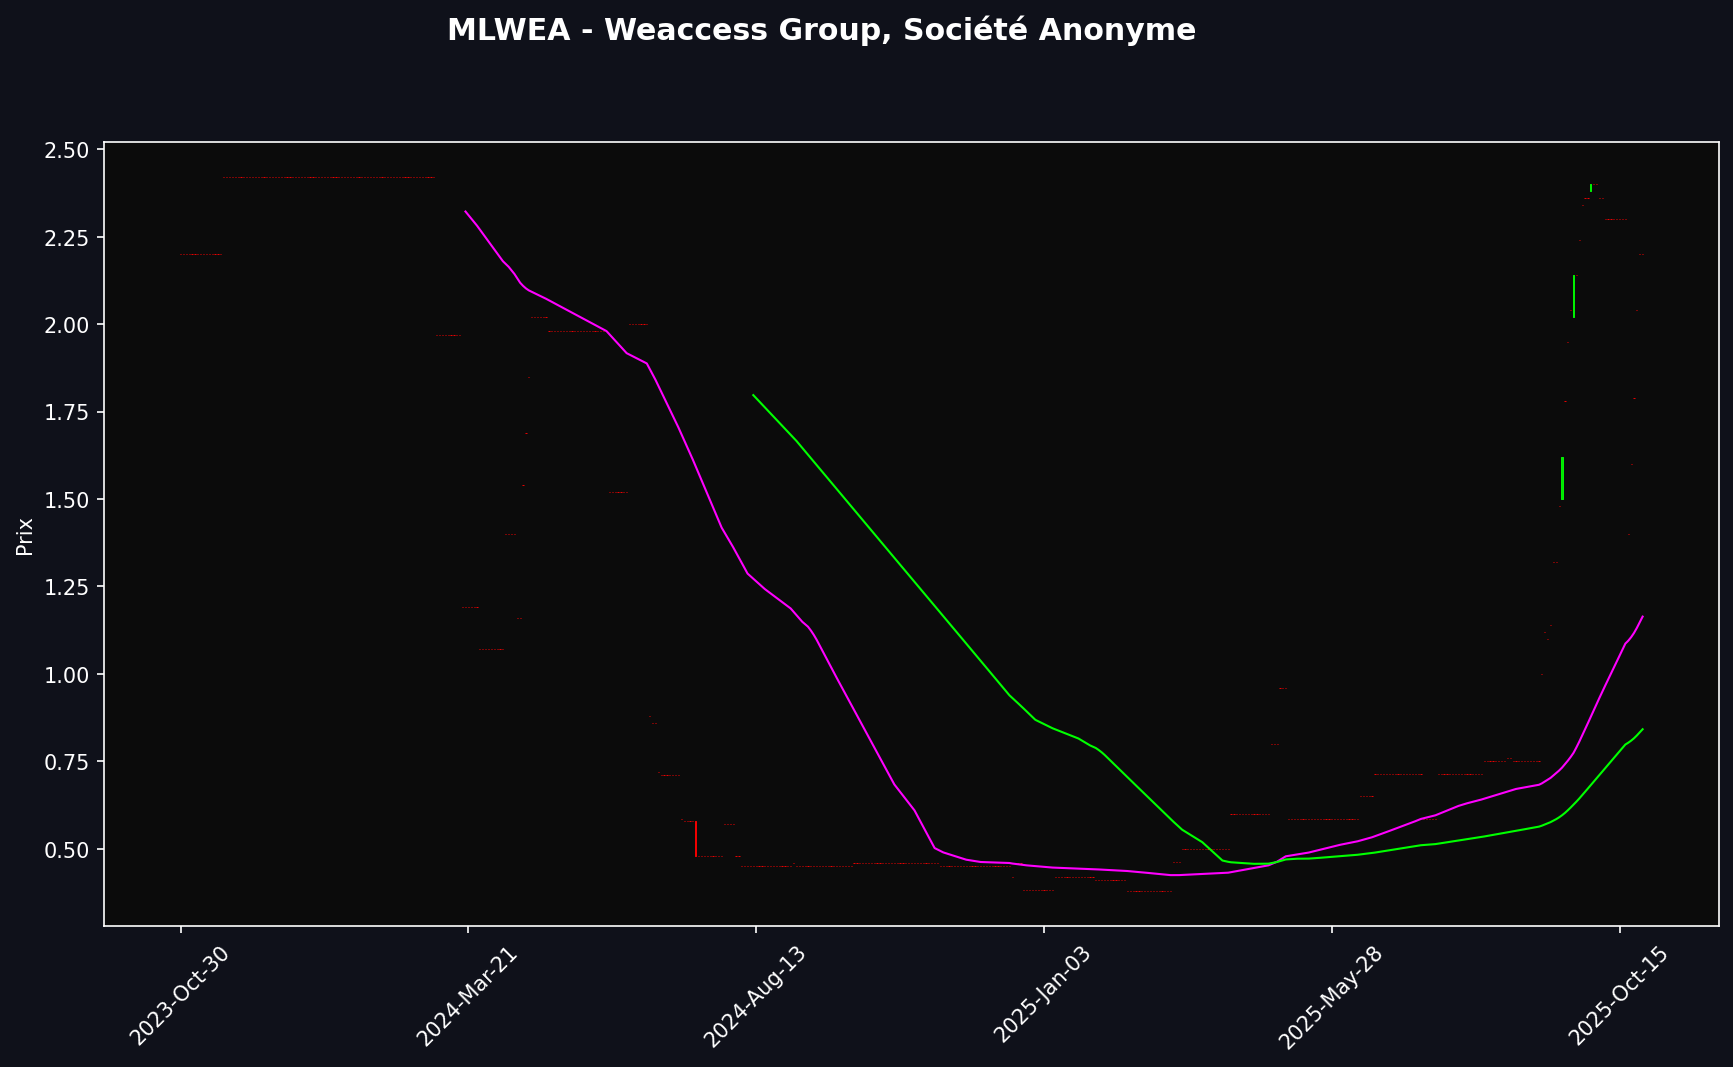 MLWEA - Weaccess Group, Société Anonyme
Prix
2.50
2.25
2.00
1.75
1.50
1.25
1.00
0.75
0.50
2023-Oct-30
2024-Mar-21
2024-Aug-13
2025-Jan-03
2025-May-28
2025-Oct-15